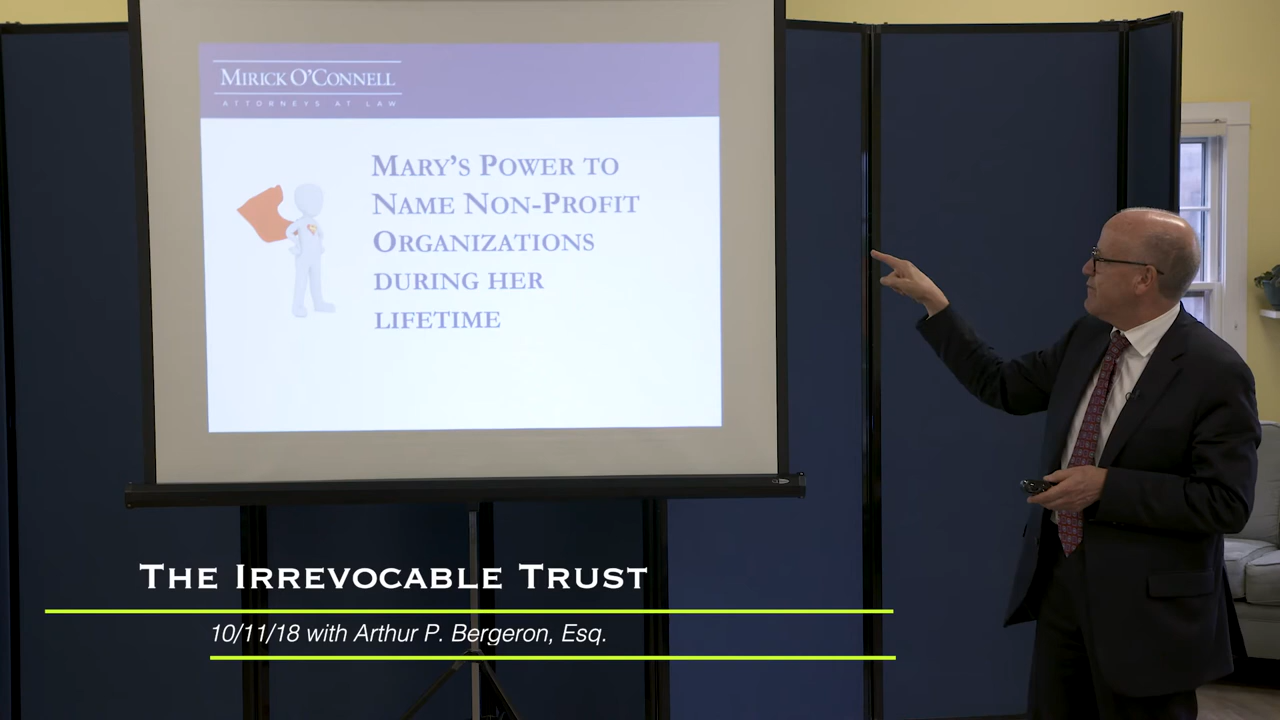 MIRICK O'CONNELL
ATTORNEYS AT LAW
MARY'S POWER TO
NAME NON-PROFIT
ORGANIZATIONS
DURING HER
LIFETIME
THE IRREVOCABLE TRUST
10/11/18 with Arthur P. Bergeron, Esq.